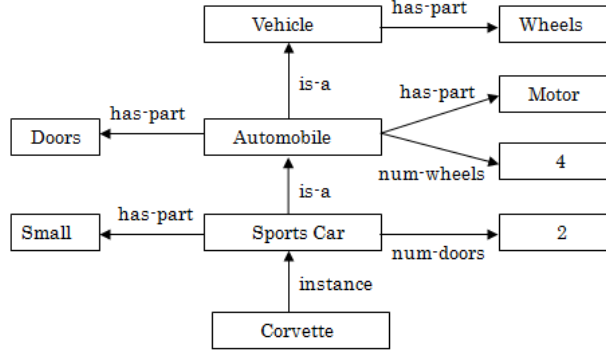 has-part
Vehicle
Wheels
is-a
has-part
has-part
Motor
Doors
Automobile
num-wheels
4
is-a
has-part
Small
Sports Car
2
num-doors
instance
Corvette